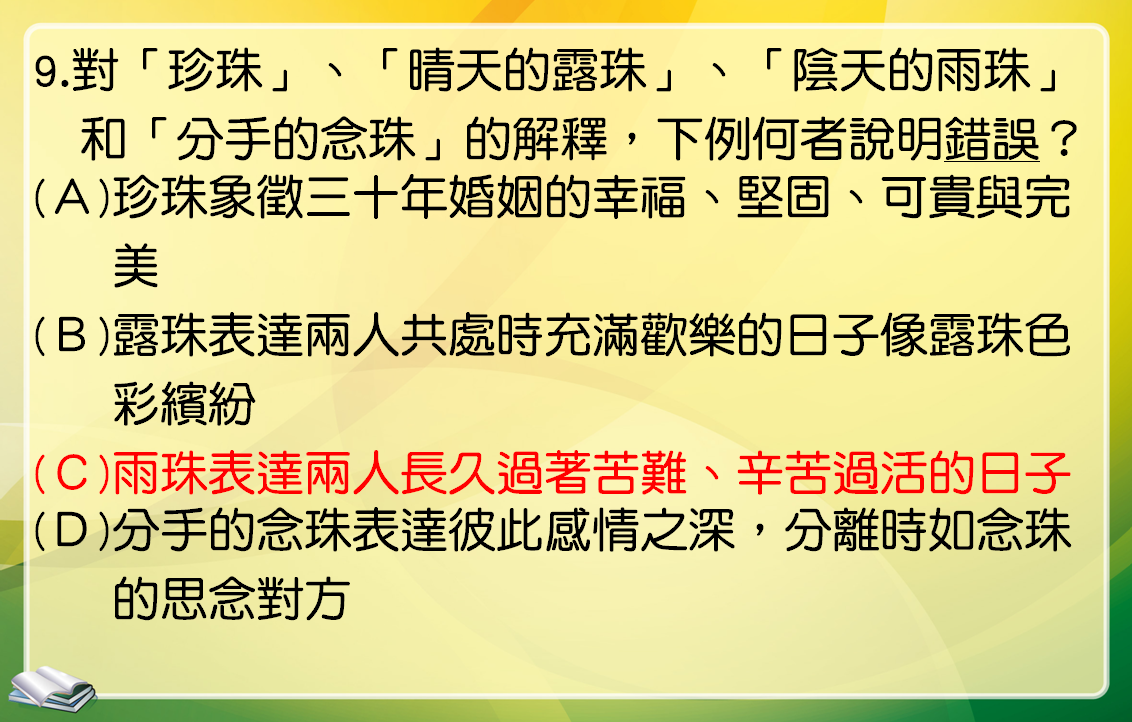 9.對「珍珠」、「晴天的露珠」、「陰天的雨珠」
和「分手的念珠」的解釋，下例何者說明錯誤？
(Ａ)珍珠象徵三十年婚姻的幸福、堅固、可貴與完
美
(Ｂ)露珠表達兩人共處時充滿歡樂的日子像露珠色
彩繽紛
(Ｃ)雨珠表達兩人長久過著苦難、辛苦過活的日子
(Ｄ)分手的念珠表達彼此感情之深，分離時如念珠
的思念對方